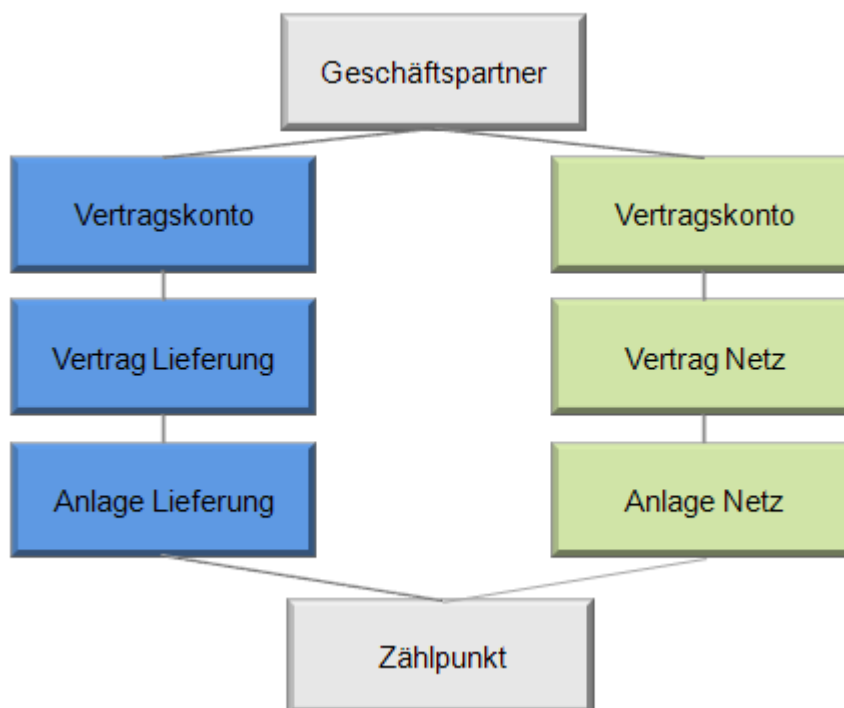 Geschäftspartner
Vertragskonto
Vertragskonto
Vertrag Lieferung
Vertrag Netz
Anlage Lieferung
Anlage Netz
Zählpunkt